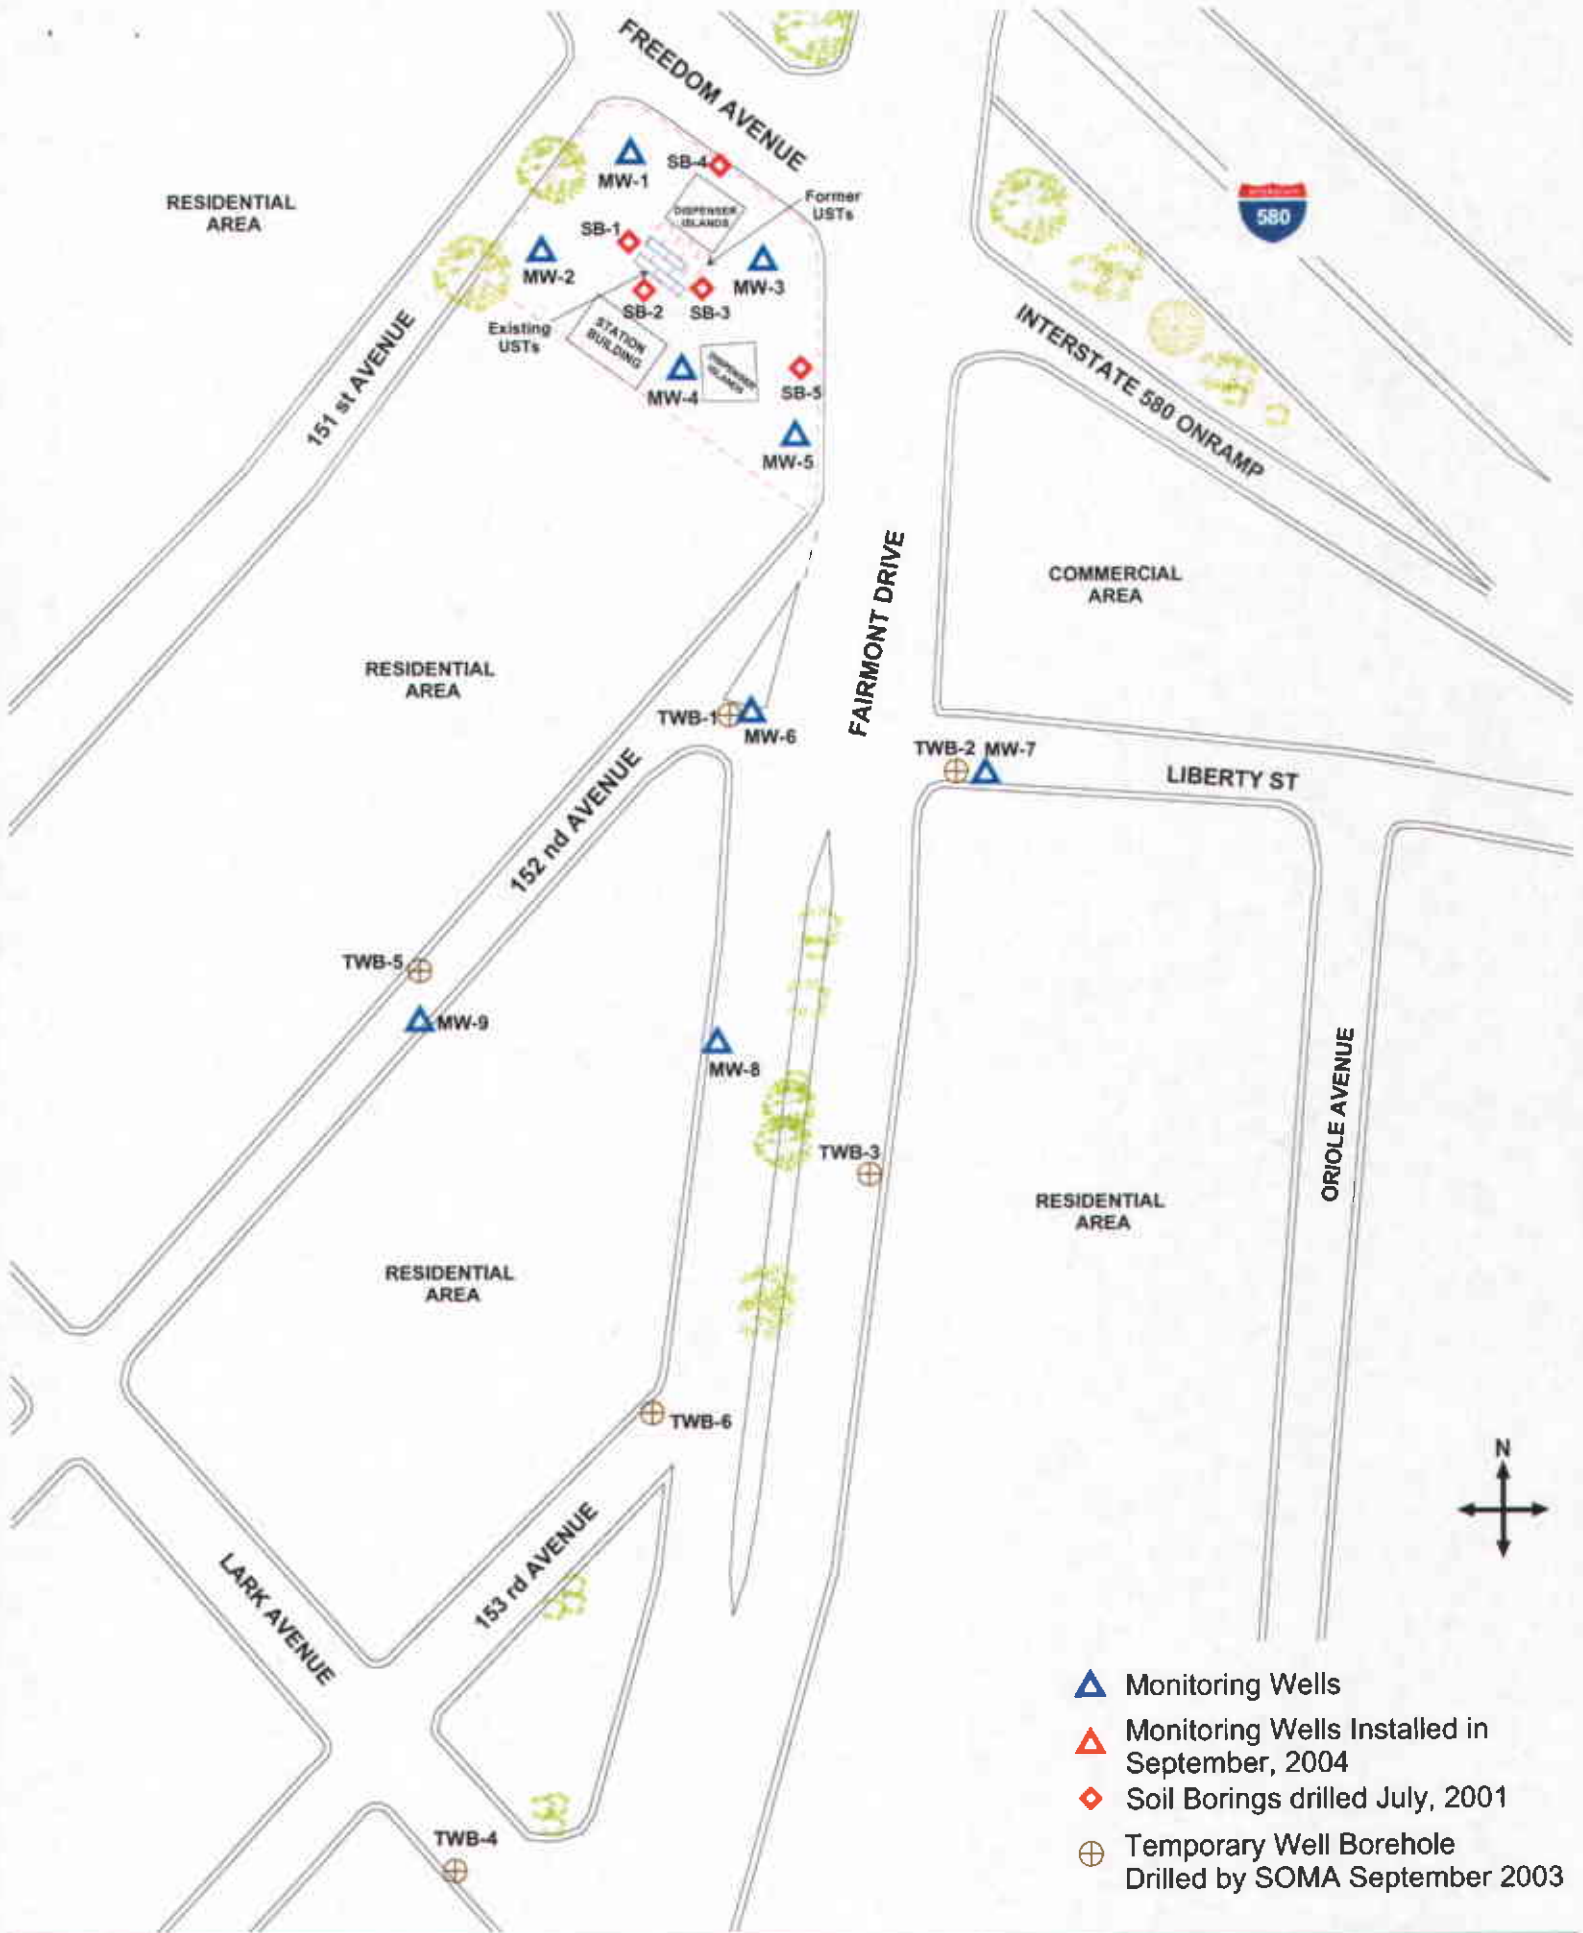 FREEDOM AVENUE
MW-1
SB-4
RESIDENTIAL
AREA
DISPENSER
ISLANDS
Former
USTs
INTERSTATE
580
SB-1
MW-2
MW-3
SB-2
SB-3
Existing
USTs
STATION
BUILDING
151 st AVENUE
MW-4
DISPENSER
ISLANDS
SB-5
INTERSTATE 580 ONRAMP
MW-5
FAIRMONT DRIVE
COMMERCIAL
AREA
RESIDENTIAL
AREA
TWB-1
MW-6
TWB-2
MW-7
LIBERTY ST
152 nd AVENUE
TWB-5
MW-9
MW-8
ORIOLE AVENUE
TWB-3
RESIDENTIAL
AREA
RESIDENTIAL
AREA
TWB-6
N
153 rd AVENUE
LARK AVENUE
TWB-4
Monitoring Wells
Monitoring Wells Installed in
September, 2004
Soil Borings drilled July, 2001
Temporary Well Borehole
Drilled by SOMA September 2003